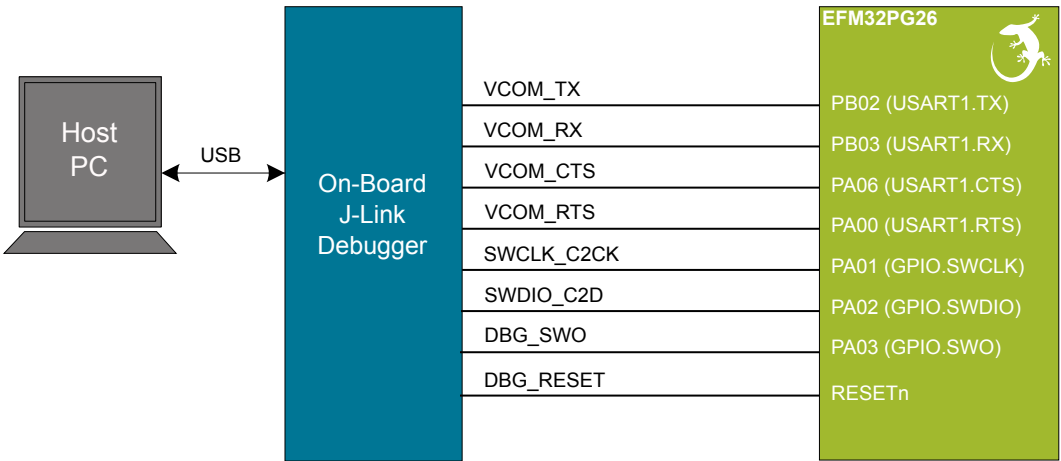 EFM32PG26
Host
PC
USB
On-Board
J-Link
Debugger
VCOM_TX
PB02 (USART1.TX)
VCOM_RX
PB03 (USART1.RX)
VCOM_CTS
PA06 (USART1.CTS)
VCOM_RTS
PA00 (USART1.RTS)
SWCLK_C2CK
PA01 (GPIO.SWCLK)
SWDIO_C2D
PA02 (GPIO.SWDIO)
DBG_SWO
PA03 (GPIO.SWO)
DBG_RESET
RESETn